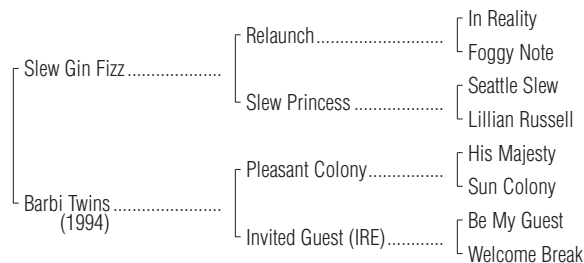 In Reality
Relaunch........................
Foggy Note
Slew Gin Fizz..................
Seattle Slew
Slew Princess.................
Lillian Russell
His Majesty
Pleasant Colony..............
Sun Colony
Barbi Twins.....................
(1994)
Be My Guest
Invited Guest (IRE)...........
Welcome Break